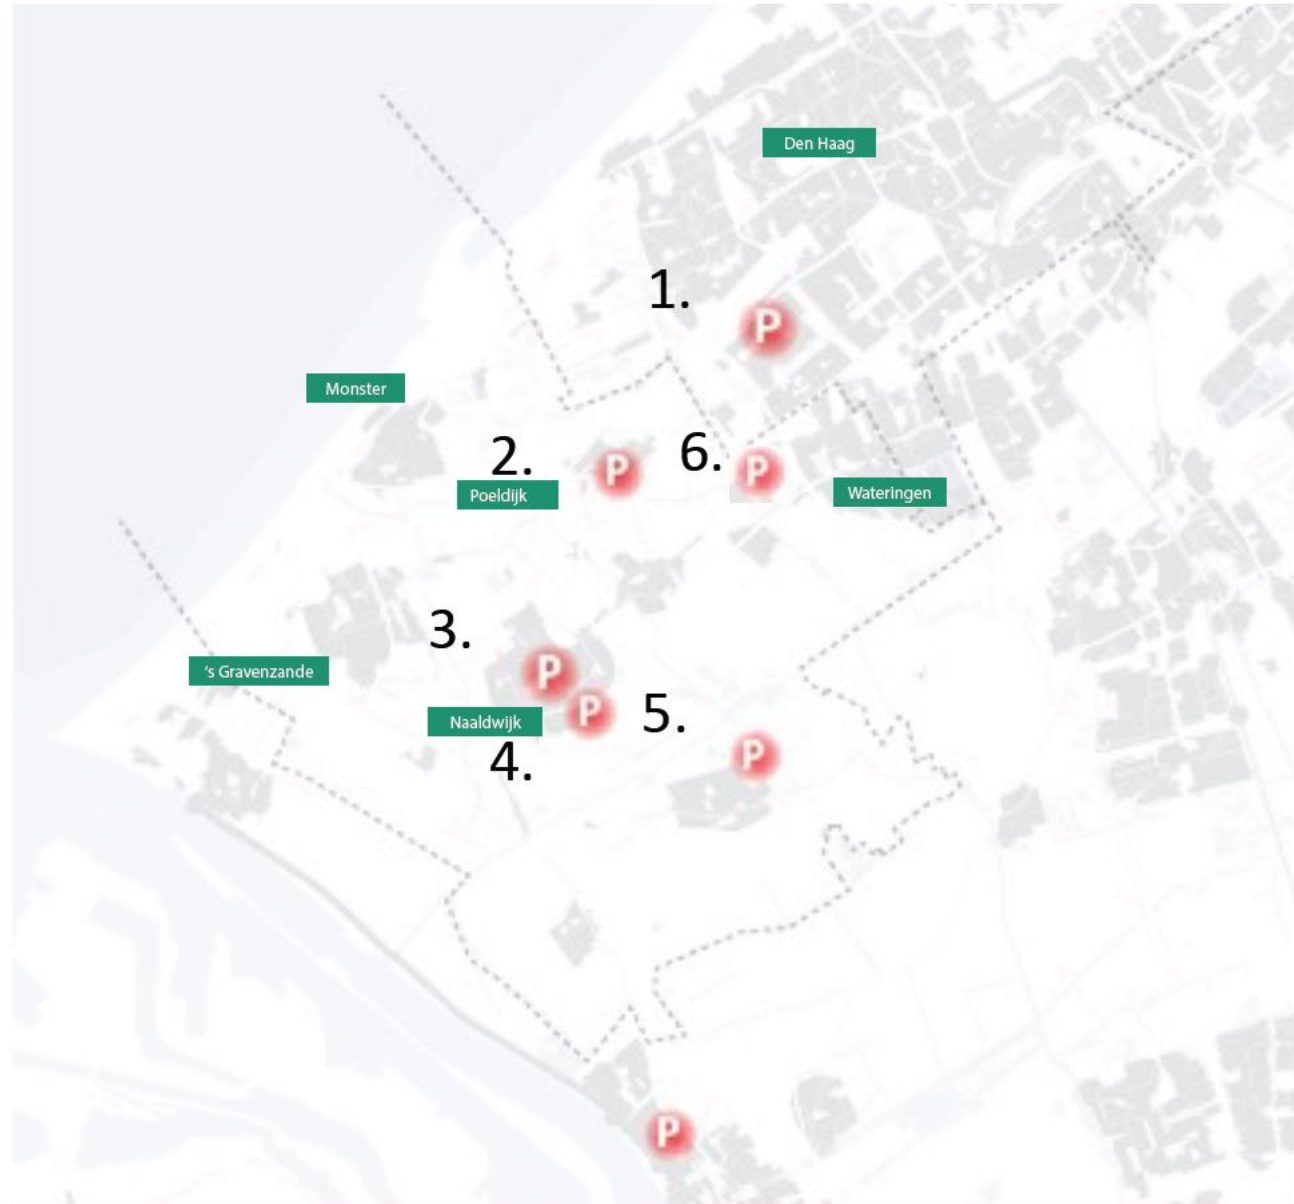 Den Haag
1.
P
Monster
2.
P
6.
P
Poeldijk
Wateringen
3.
P
's Gravenzande
Naaldwijk
P
5.
4.
P
P